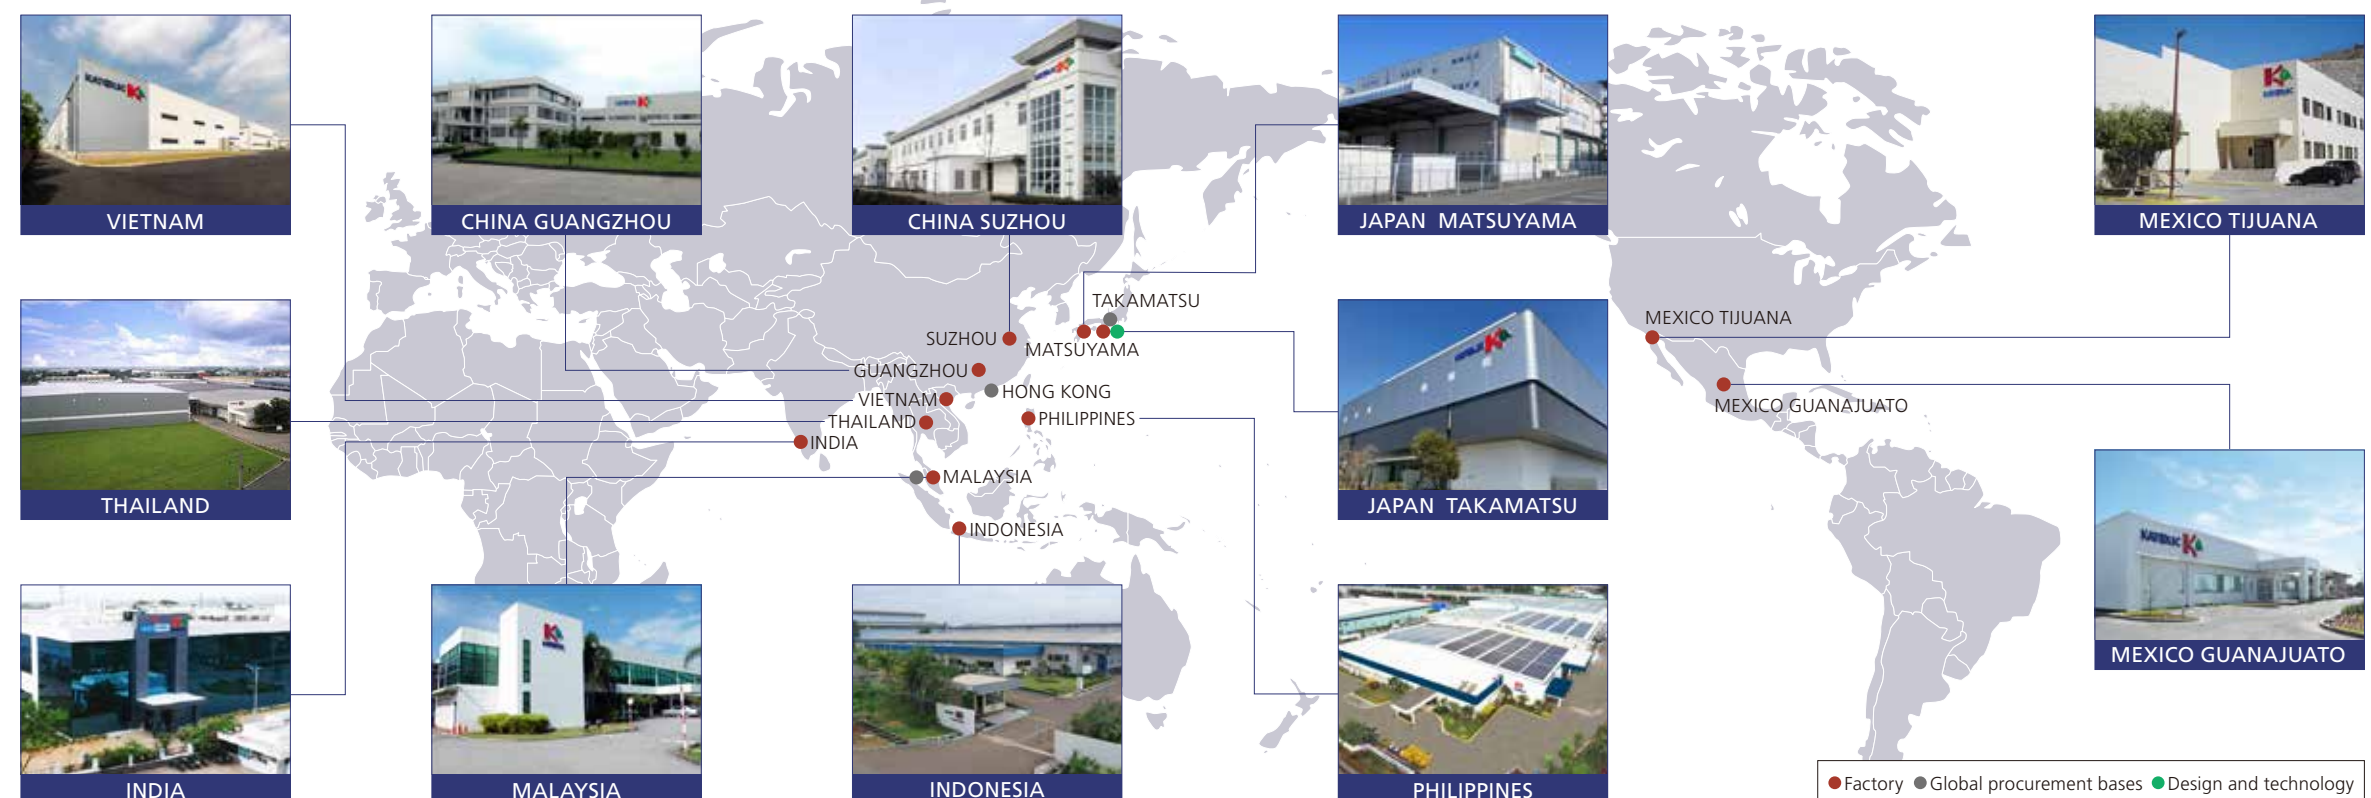 VIETNAM
CHINA GUANGZHOU
CHINA SUZHOU
JAPAN MATSUYAMA
MEXICO TIJUANA
TAKAMATSU
MEXICO TIJUANA
SUZHOU
MATSUYAMA
GUANGZHOU
HONG KONG
VIETNAM
MEXICO GUANAJUATO
THAILAND
PHILIPPINES
INDIA
MALAYSIA
THAILAND
JAPAN TAKAMATSU
INDONESIA
MEXICO GUANAJUATO
INDIA
MALAYSIA
INDONESIA
PHILIPPINES
Factory Global procurement bases Design and technology